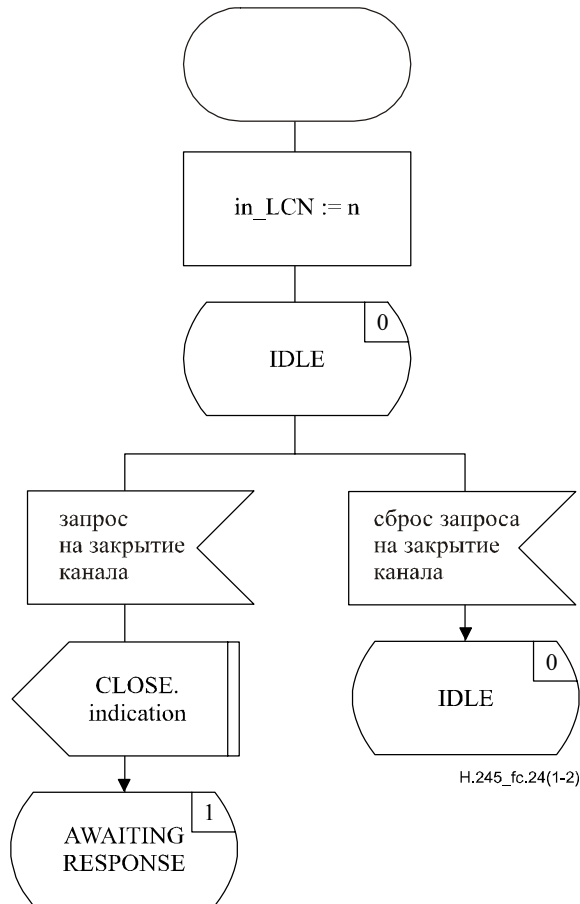 in_LCN := n
0
IDLE
запрос
на закрытие
канала
сброс запроса
на закрытие
канала
CLOSE.
indication
0
IDLE
H.245_fc.24(1-2)
1
AWAITING
RESPONSE